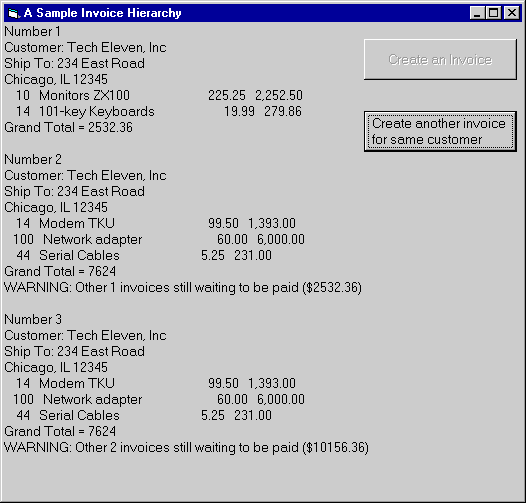 A Sample Invoice Hierarchy
Number 1
Customer: Tech Eleven, Inc
Ship To: 234 East Road
Chicago, IL 12345
10 Monitors ZX100 225.25 2,252.50
14 101-key Keyboards 19.99 279.86
Grand Total = 2532.36
Create an Invoice
Create another invoice
for same customer
Number 2
Customer: Tech Eleven, Inc
Ship To: 234 East Road
Chicago, IL 12345
14 Modem TKU 99.50 1,393.00
100 Network adapter 60.00 6,000.00
44 Serial Cables 5.25 231.00
Grand Total = 7624
WARNING: Other 1 invoices still waiting to be paid ($2532.36)
Number 3
Customer: Tech Eleven, Inc
Ship To: 234 East Road
Chicago, IL 12345
14 Modem TKU 99.50 1,393.00
100 Network adapter 60.00 6,000.00
44 Serial Cables 5.25 231.00
Grand Total = 7624
WARNING: Other 2 invoices still waiting to be paid ($10156.36)